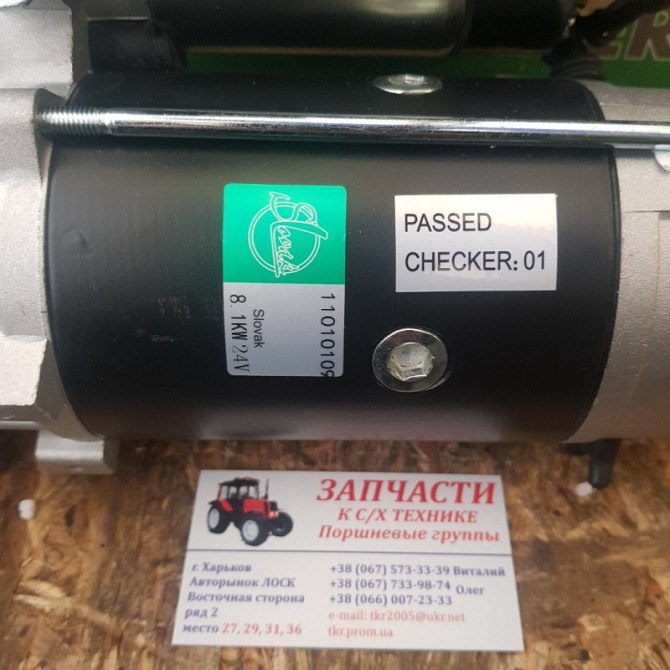 Slovak
11010109
Slovak
8.1KW 24V
PASSED
CHECKER: 01
ЗАПЧАСТИ
К С/Х ТЕХНИКЕ
Поршневые группы
г. Харьков
Авторынок ЛОСК
Восточная сторона
ряд 2
место 27, 29, 31, 36
+38 (067) 573-33-39 Виталий
+38 (067) 733-98-74 Олег
+38 (066) 007-23-33
e-mail: tkr2005@ukr.net
tkr.prom.ua